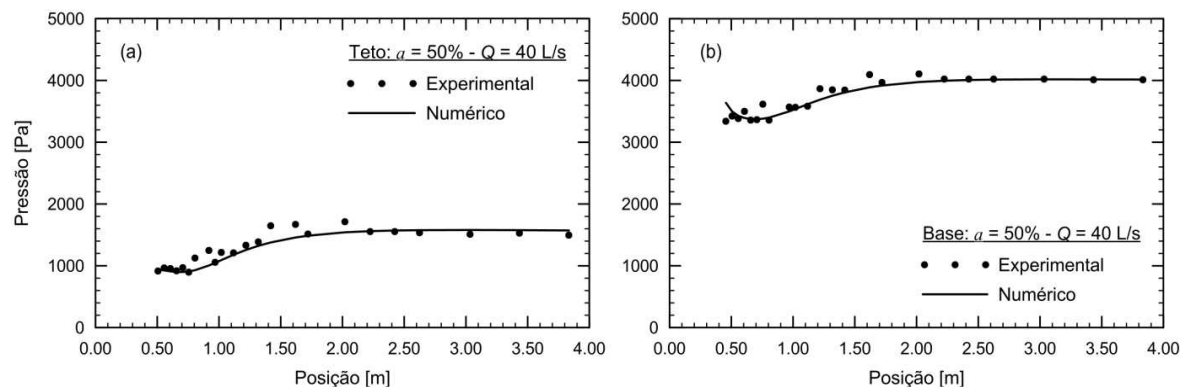 (a)
Teto: a = 50% - Q = 40 L/s
Experimental
Numérico
Pressão [Pa]
5000
4000
3000
2000
1000
0
0.00 0.50 1.00 1.50 2.00 2.50 3.00 3.50 4.00
Posição [m]
(b)
Base: a = 50% - Q = 40 L/s
Experimental
Numérico
5000
4000
3000
2000
1000
0
0.00 0.50 1.00 1.50 2.00 2.50 3.00 3.50 4.00
Posição [m]